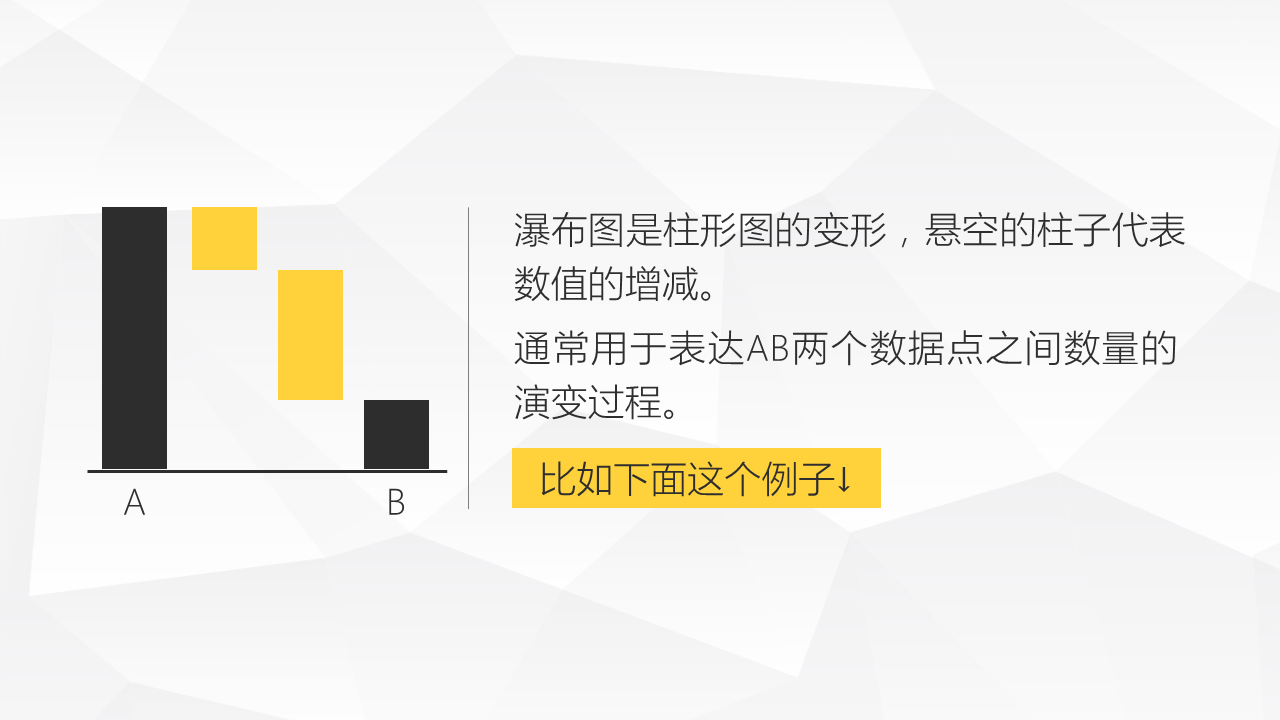 瀑布图是柱形图的变形，悬空的柱子代表
数值的增减。
通常用于表达AB两个数据点之间数量的
演变过程。
比如下面这个例子↓
A
B